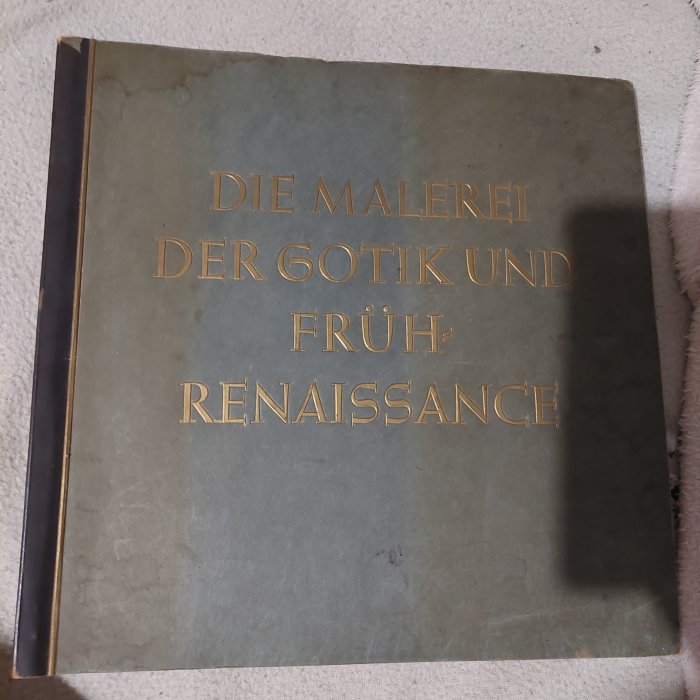 DIE MALEREI
DER GOTIK UND
FRÜH-
RENAISSANCE